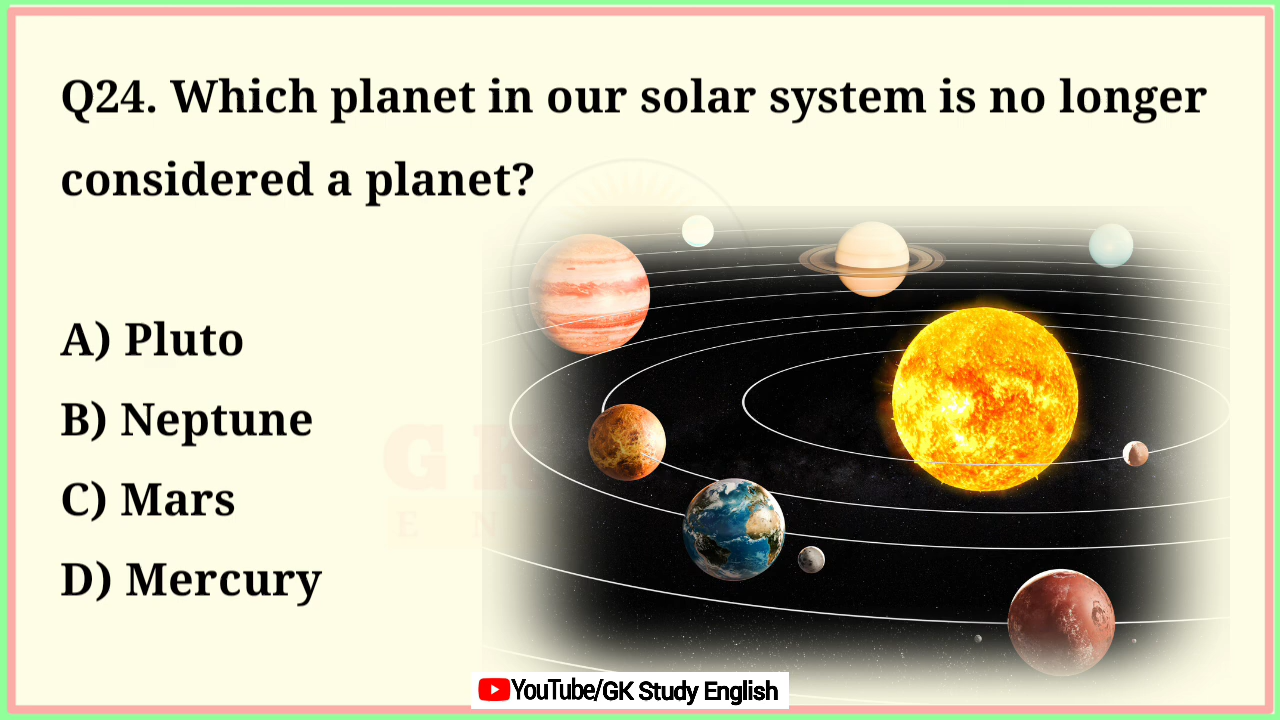 Q24. Which planet in our solar system is no longer
considered a planet?
A) Pluto
B) Neptune
C) Mars
D) Mercury
G K
E N
YouTube/GK Study English